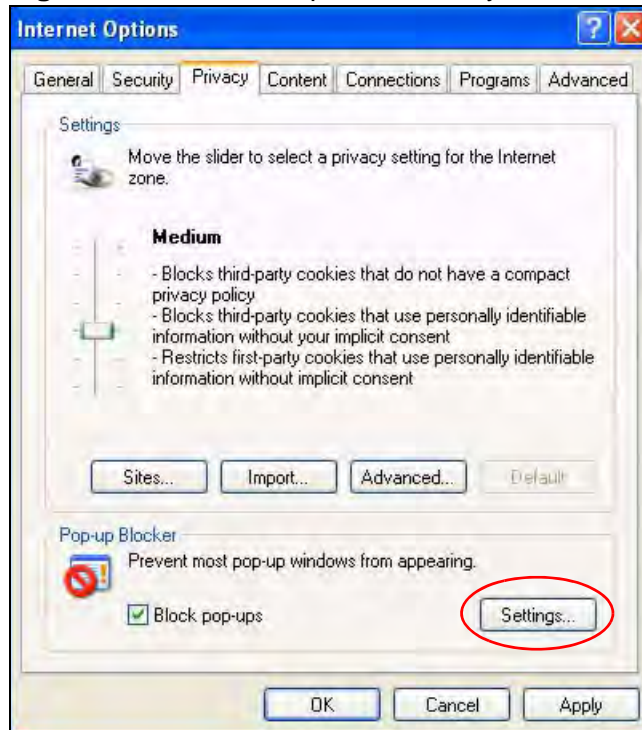 Internet Options
General Security Privacy Content Connections Programs Advanced
Settings
Move the slider to select a privacy setting for the Internet
zone.
Medium
- Blocks third-party cookies that do not have a compact
privacy policy
- Blocks third-party cookies that use personally identifiable
information without your implicit consent
- Restricts first-party cookies that use personally identifiable
information without implicit consent
Sites... Import... Advanced... Default
Pop-up Blocker
Prevent most pop-up windows from appearing.
Block pop-ups Settings...
OK Cancel Apply